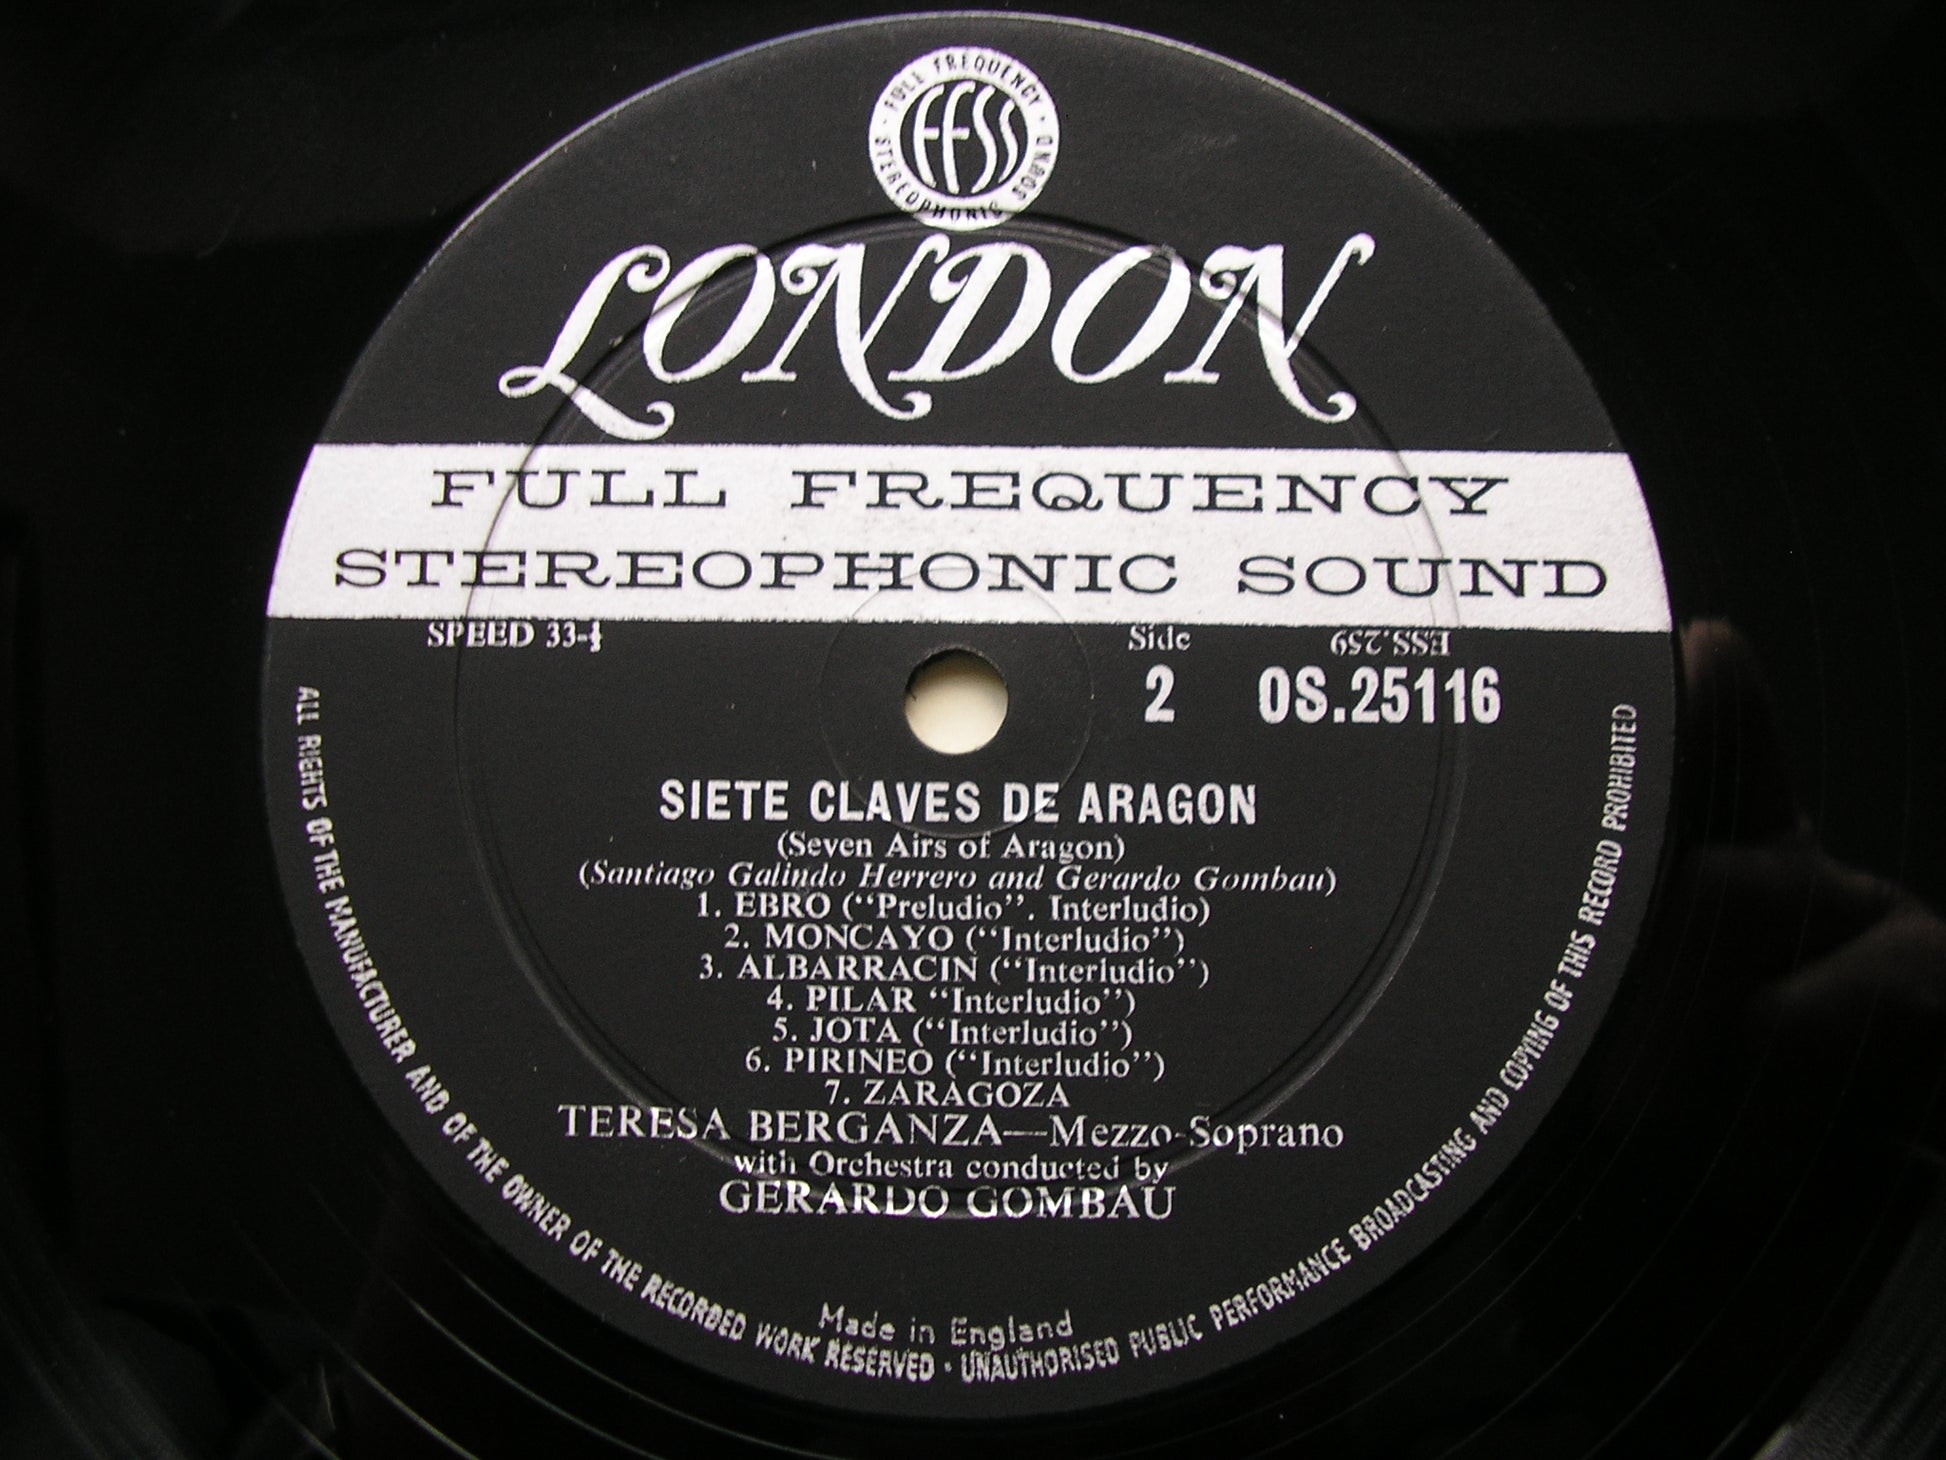 FULL FREQUENCY · STEREOPHONIC SOUND ·
FFSS
LONDON
FULL FREQUENCY
STEREOPHONIC SOUND
SPEED 33-⅓
Side
2
ESS.259
OS.25116
SIETE CLAVES DE ARAGON
(Seven Airs of Aragon)
(Santiago Galindo Herrero and Gerardo Gombau)
1. EBRO ("Preludio". Interludio)
2. MONCAYO ("Interludio")
3. ALBARRACIN ("Interludio")
4. PILAR "Interludio")
5. JOTA ("Interludio")
6. PIRINEO ("Interludio")
7. ZARAGOZA
TERESA BERGANZA—Mezzo-Soprano
with Orchestra conducted by
GERARDO GOMBAU
Made in England
ALL RIGHTS OF THE MANUFACTURER AND OF THE OWNER OF THE RECORDED WORK RESERVED · UNAUTHORISED PUBLIC PERFORMANCE BROADCASTING AND COPYING OF THIS RECORD PROHIBITED